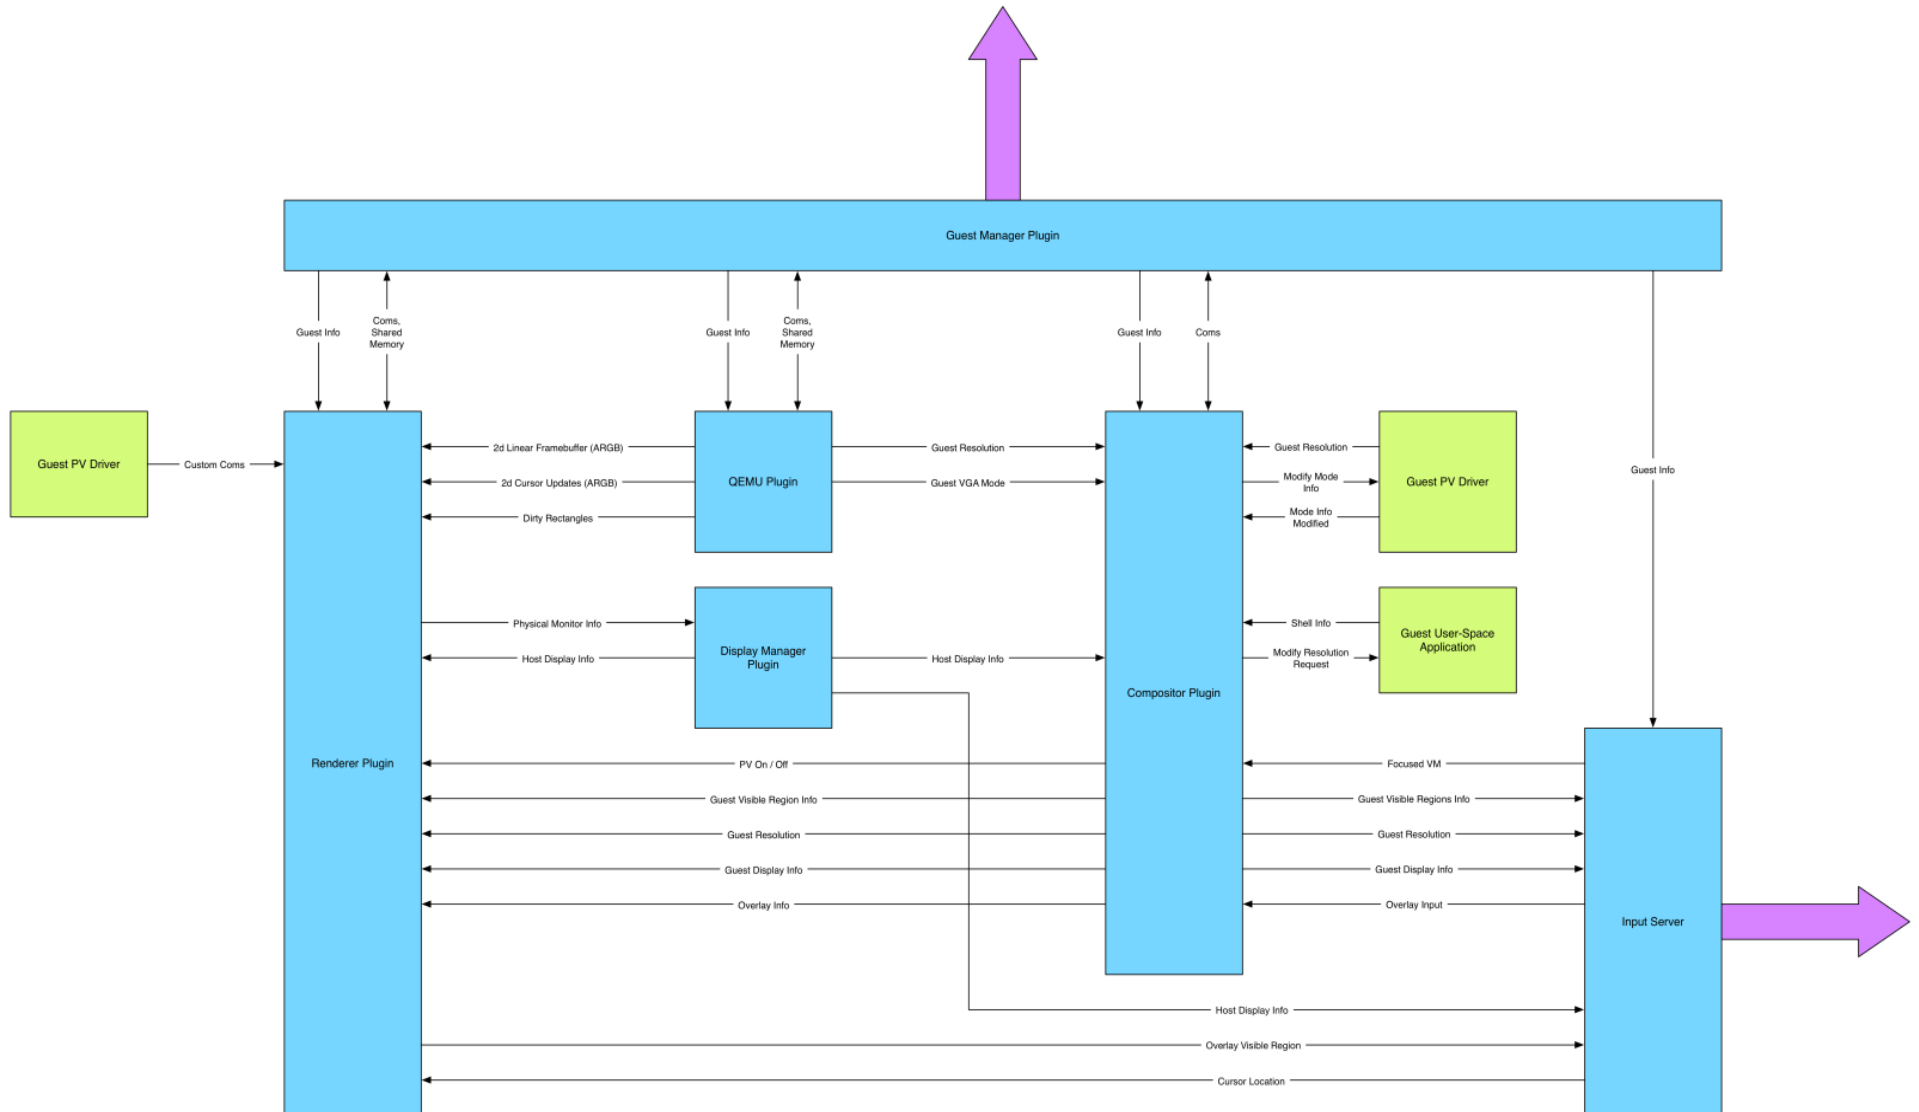 Guest Manager Plugin
Guest Info
Coms,
Shared
Memory
Guest Info
Coms,
Shared
Memory
Guest Info
Coms
Guest Info
Guest PV Driver
Custom Coms
2d Linear Framebuffer (ARGB)
2d Cursor Updates (ARGB)
Dirty Rectangles
QEMU Plugin
Guest Resolution
Guest VGA Mode
Guest Resolution
Modify Mode
Info
Mode Info
Modified
Guest PV Driver
Physical Monitor Info
Host Display Info
Display Manager
Plugin
Host Display Info
Shell Info
Modify Resolution
Request
Guest User-Space
Application
Compositor Plugin
Renderer Plugin
PV On / Off
Guest Visible Region Info
Guest Resolution
Guest Display Info
Overlay Info
Focused VM
Guest Visible Regions Info
Guest Resolution
Guest Display Info
Overlay Input
Input Server
Host Display Info
Overlay Visible Region
Cursor Location